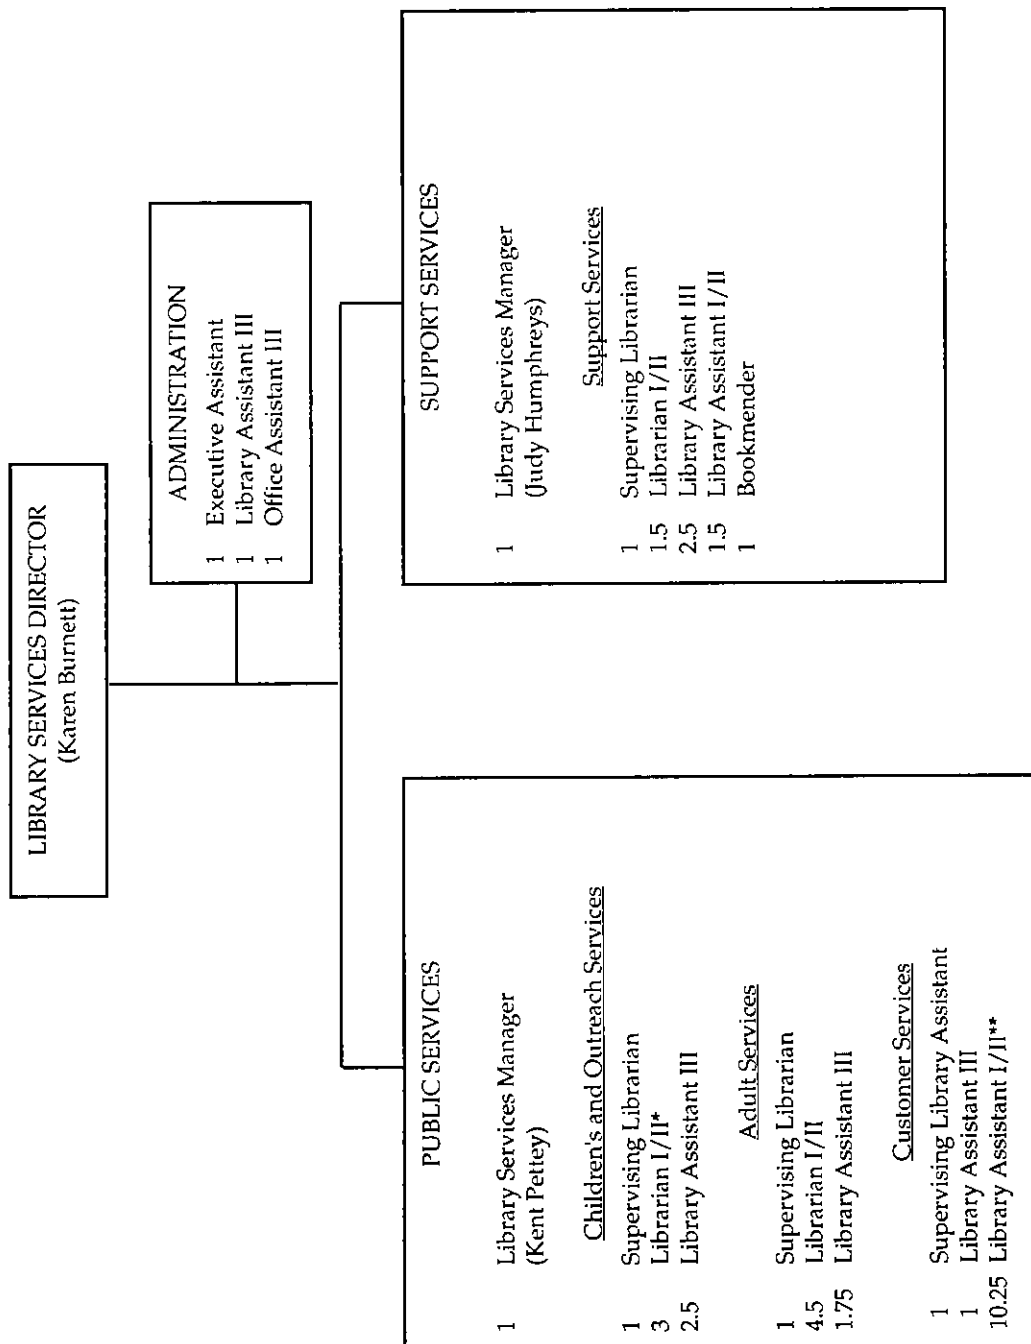 LIBRARY SERVICES DIRECTOR
(Karen Burnett)
ADMINISTRATION
1 Executive Assistant
1 Library Assistant III
1 Office Assistant III
PUBLIC SERVICES
1 Library Services Manager
(Kent Pettey)
Children's and Outreach Services
1 Supervising Librarian
3 Librarian I/II*
2.5 Library Assistant III
Adult Services
1 Supervising Librarian
4.5 Librarian I/II
1.75 Library Assistant III
Customer Services
1 Supervising Library Assistant
1 Library Assistant III
10.25 Library Assistant I/II**
SUPPORT SERVICES
1 Library Services Manager
(Judy Humphreys)
Support Services
1 Supervising Librarian
1.5 Librarian I/II
2.5 Library Assistant III
1.5 Library Assistant I/II
1 Bookmender